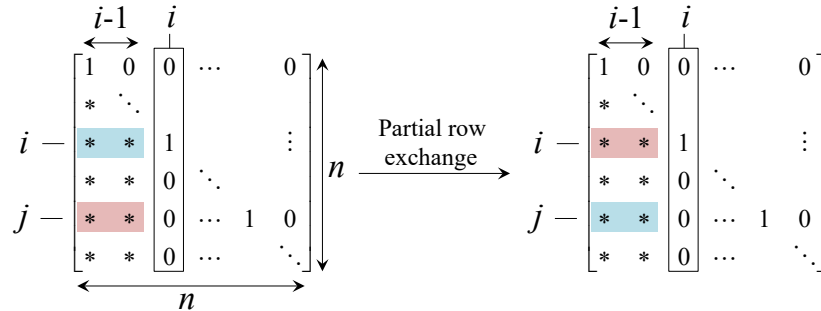 i-1 i i-1 i
1 0 0 ⋯ 0 1 0 0 ⋯ 0
* ⋱ * ⋱
i * * 1 ⋮ Partial row i * * 1 ⋮
* * 0 ⋱ n exchange * * 0 ⋱
j * * 0 ⋯ 1 0 j * * 0 ⋯ 1 0
* * 0 ⋯ ⋱ * * 0 ⋯ ⋱
n